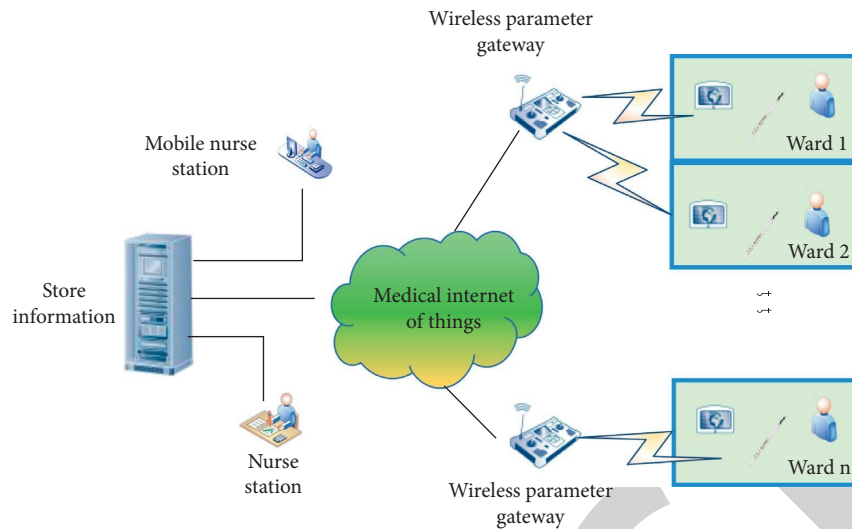 Wireless parameter
gateway
Mobile nurse
station
Ward 1
Ward 2
Store
information
Medical internet
of things
Nurse
station
Wireless parameter
gateway
Ward n